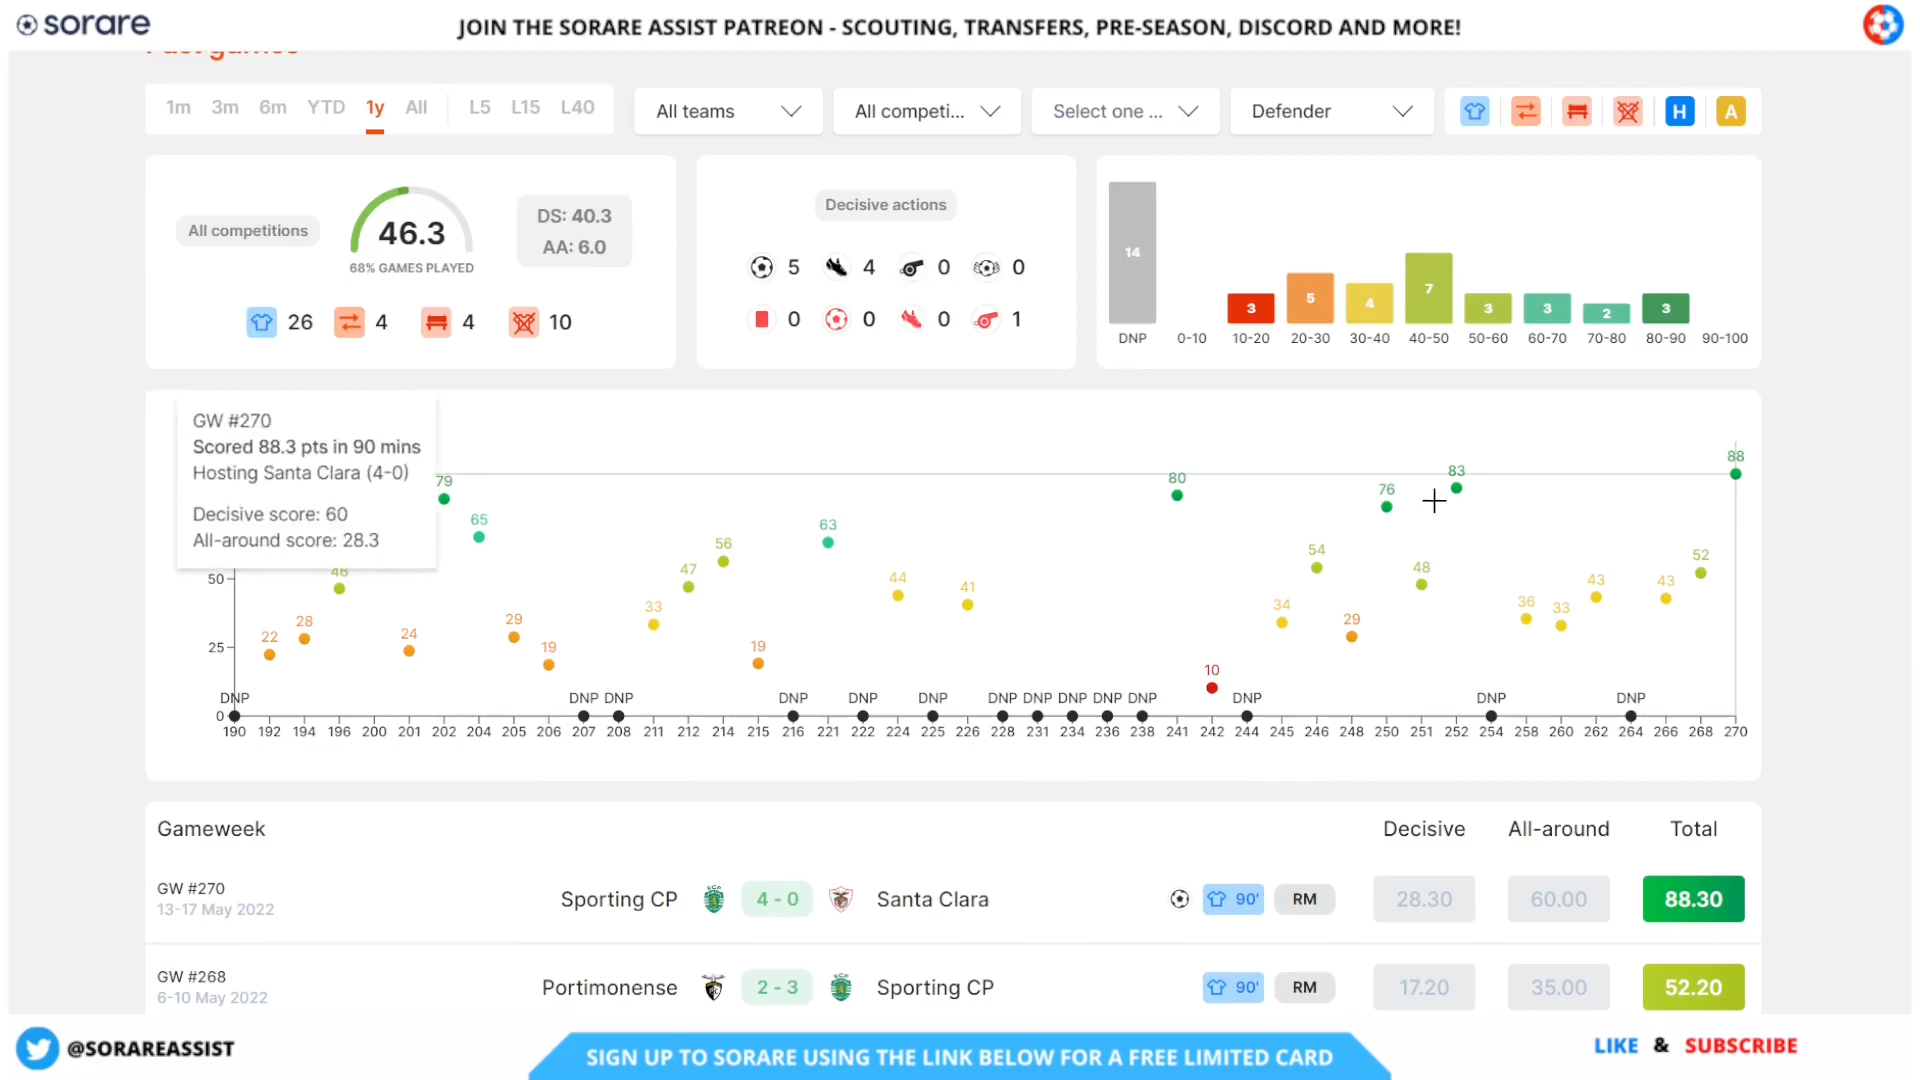 sorare
JOIN THE SORARE ASSIST PATREON - SCOUTING, TRANSFERS, PRE-SEASON, DISCORD AND MORE!
Past games
1m 3m 6m YTD 1y All L5 L15 L40
All teams
All competi...
Select one ...
Defender
H
A
All competitions
46.3
68% GAMES PLAYED
DS: 40.3
AA: 6.0
26 4 4 10
Decisive actions
5 4 0 0
0 0 0 1
14 3 5 4 7 3 3 2 3
DNP 0-10 10-20 20-30 30-40 40-50 50-60 60-70 70-80 80-90 90-100
GW #270
Scored 88.3 pts in 90 mins
Hosting Santa Clara (4-0)
Decisive score: 60
All-around score: 28.3
50
25
0
DNP 22 28 46 24 79 65 29 19 DNP DNP 33 47 56 19 DNP 63 DNP 44 DNP 41 DNP DNP DNP DNP DNP 80 10 DNP 34 54 29 76 48 83 DNP 36 33 43 DNP 43 52 88
190 192 194 196 200 201 202 204 205 206 207 208 211 212 214 215 216 221 222 224 225 226 228 231 234 236 238 241 242 244 245 246 248 250 251 252 254 258 260 262 264 266 268 270
Gameweek Decisive All-around Total
GW #270
13-17 May 2022
Sporting CP 4 - 0 Santa Clara 90' RM 28.30 60.00 88.30
GW #268
6-10 May 2022
Portimonense 2 - 3 Sporting CP 90' RM 17.20 35.00 52.20
@SORAREASSIST
SIGN UP TO SORARE USING THE LINK BELOW FOR A FREE LIMITED CARD
LIKE & SUBSCRIBE